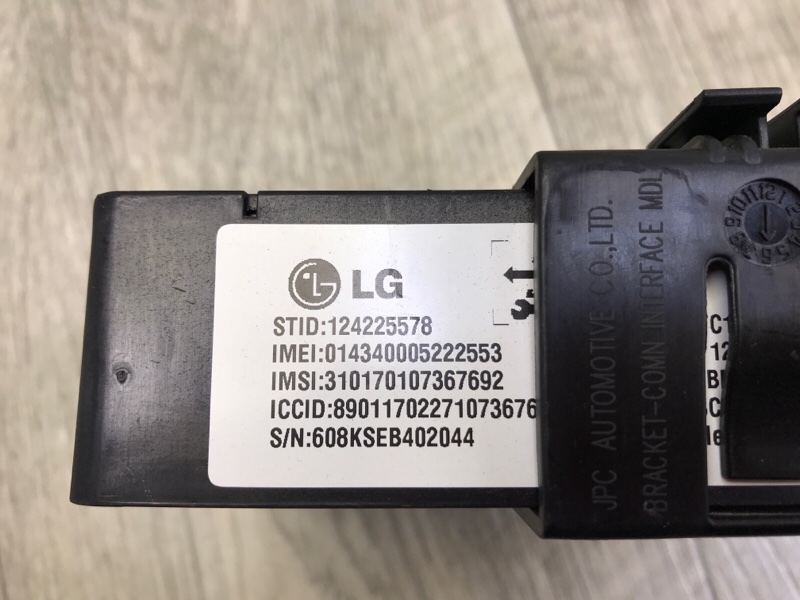 LG
STID:124225578
IMEI:014340005222553
IMSI:310170107367692
ICCID:89011702271073676
S/N:608KSEB402044
JPC AUTOMOTIVE CO.,LTD.
BRACKET-COMN INTERFACE MDL